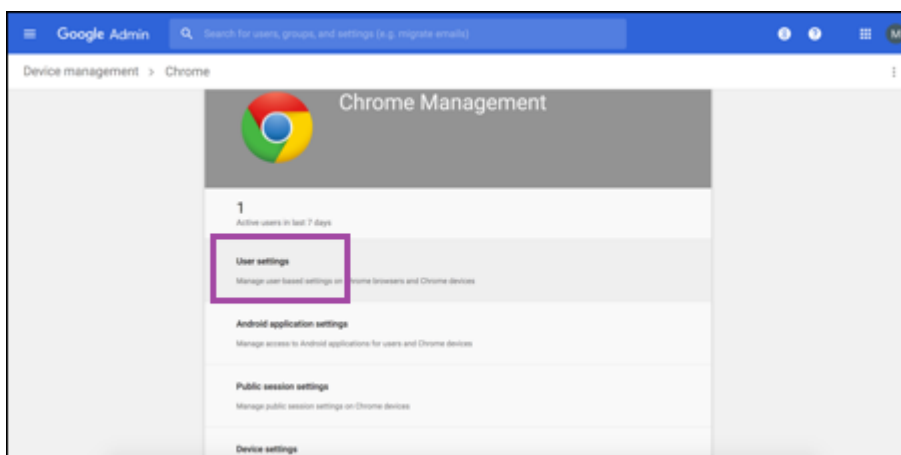 Google Admin
Search for users, groups, and settings (e.g. migrate emails)
M
Device management > Chrome
Chrome Management
1
Active users in last 7 days
User settings
Manage user based settings on Chrome browsers and Chrome devices
Android application settings
Manage access to Android applications for users and Chrome devices
Public session settings
Manage public session settings on Chrome devices
Device settings